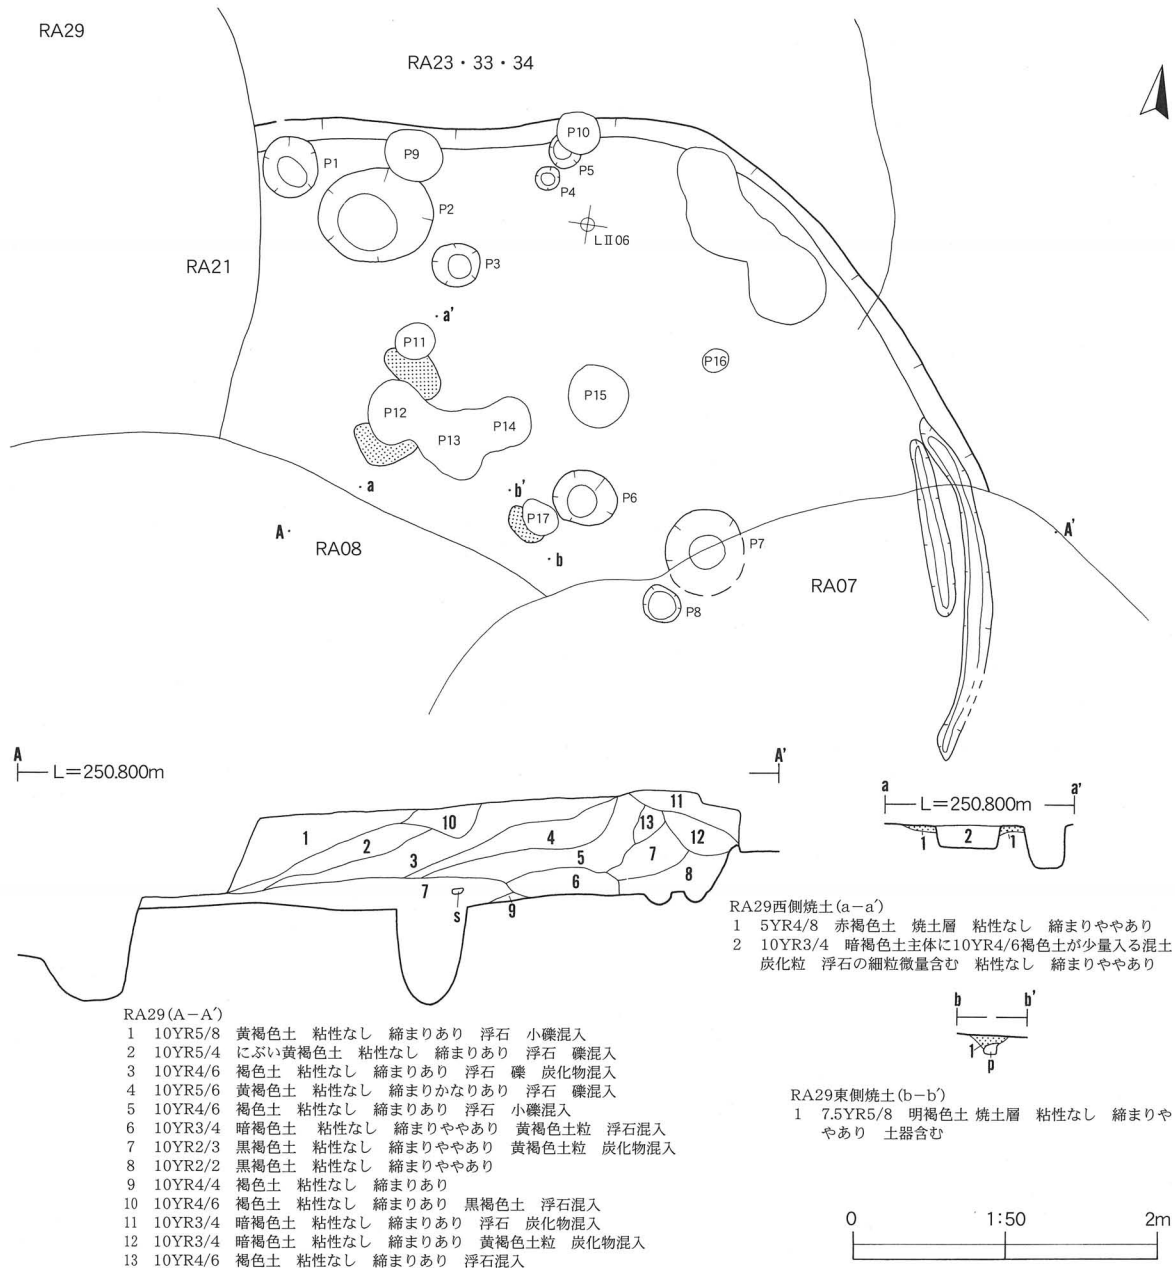 RA29
RA23・33・34
P10
P1
P9
P5
P4
P2
LⅡ06
P3
RA21
a'
P11
P16
P15
P12
P14
P13
a
b'
P6
P17
A
A'
RA08
P7
b
RA07
P8
A
A'
L=250.800m
a
a'
L=250.800m
11
10
13
1
4
12
2
3
5
7
8
7
6
s
9
1
2
1
RA29西側焼土(a-a')
1 5YR4/8 赤褐色土 焼土層 粘性なし 締まりややあり
2 10YR3/4 暗褐色土主体に10YR4/6褐色土が少量入る混土
炭化粒 浮石の細粒微量含む 粘性なし 締まりややあり
b
b'
1
p
RA29東側焼土(b-b')
1 7.5YR5/8 明褐色土 焼土層 粘性なし 締まりや
やあり 土器含む
RA29(A-A')
1 10YR5/8 黄褐色土 粘性なし 締まりあり 浮石 小礫混入
2 10YR5/4 にぶい黄褐色土 粘性なし 締まりあり 浮石 礫混入
3 10YR4/6 褐色土 粘性なし 締まりあり 浮石 礫 炭化物混入
4 10YR5/6 黄褐色土 粘性なし 締まりかなりあり 浮石 礫混入
5 10YR4/6 褐色土 粘性なし 締まりあり 浮石 小礫混入
6 10YR3/4 暗褐色土 粘性なし 締まりややあり 黄褐色土粒 浮石混入
7 10YR2/3 黒褐色土 粘性なし 締まりややあり 黄褐色土粒 炭化物混入
8 10YR2/2 黒褐色土 粘性なし 締まりややあり
9 10YR4/4 褐色土 粘性なし 締まりあり
10 10YR4/6 褐色土 粘性なし 締まりあり 黒褐色土 浮石混入
11 10YR3/4 暗褐色土 粘性なし 締まりあり 浮石 炭化物混入
12 10YR3/4 暗褐色土 粘性なし 締まりあり 黄褐色土粒 炭化物混入
13 10YR4/6 褐色土 粘性なし 締まりあり 浮石混入
0 1:50 2m